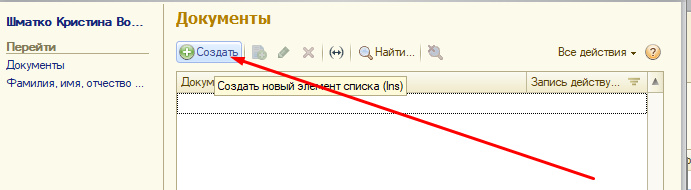 Шматко Кристина Во...
Перейти
Документы
Фамилия, имя, отчество ...
Документы
Создать
Найти...
Все действия
Создать новый элемент списка (Ins)
Запись действу...